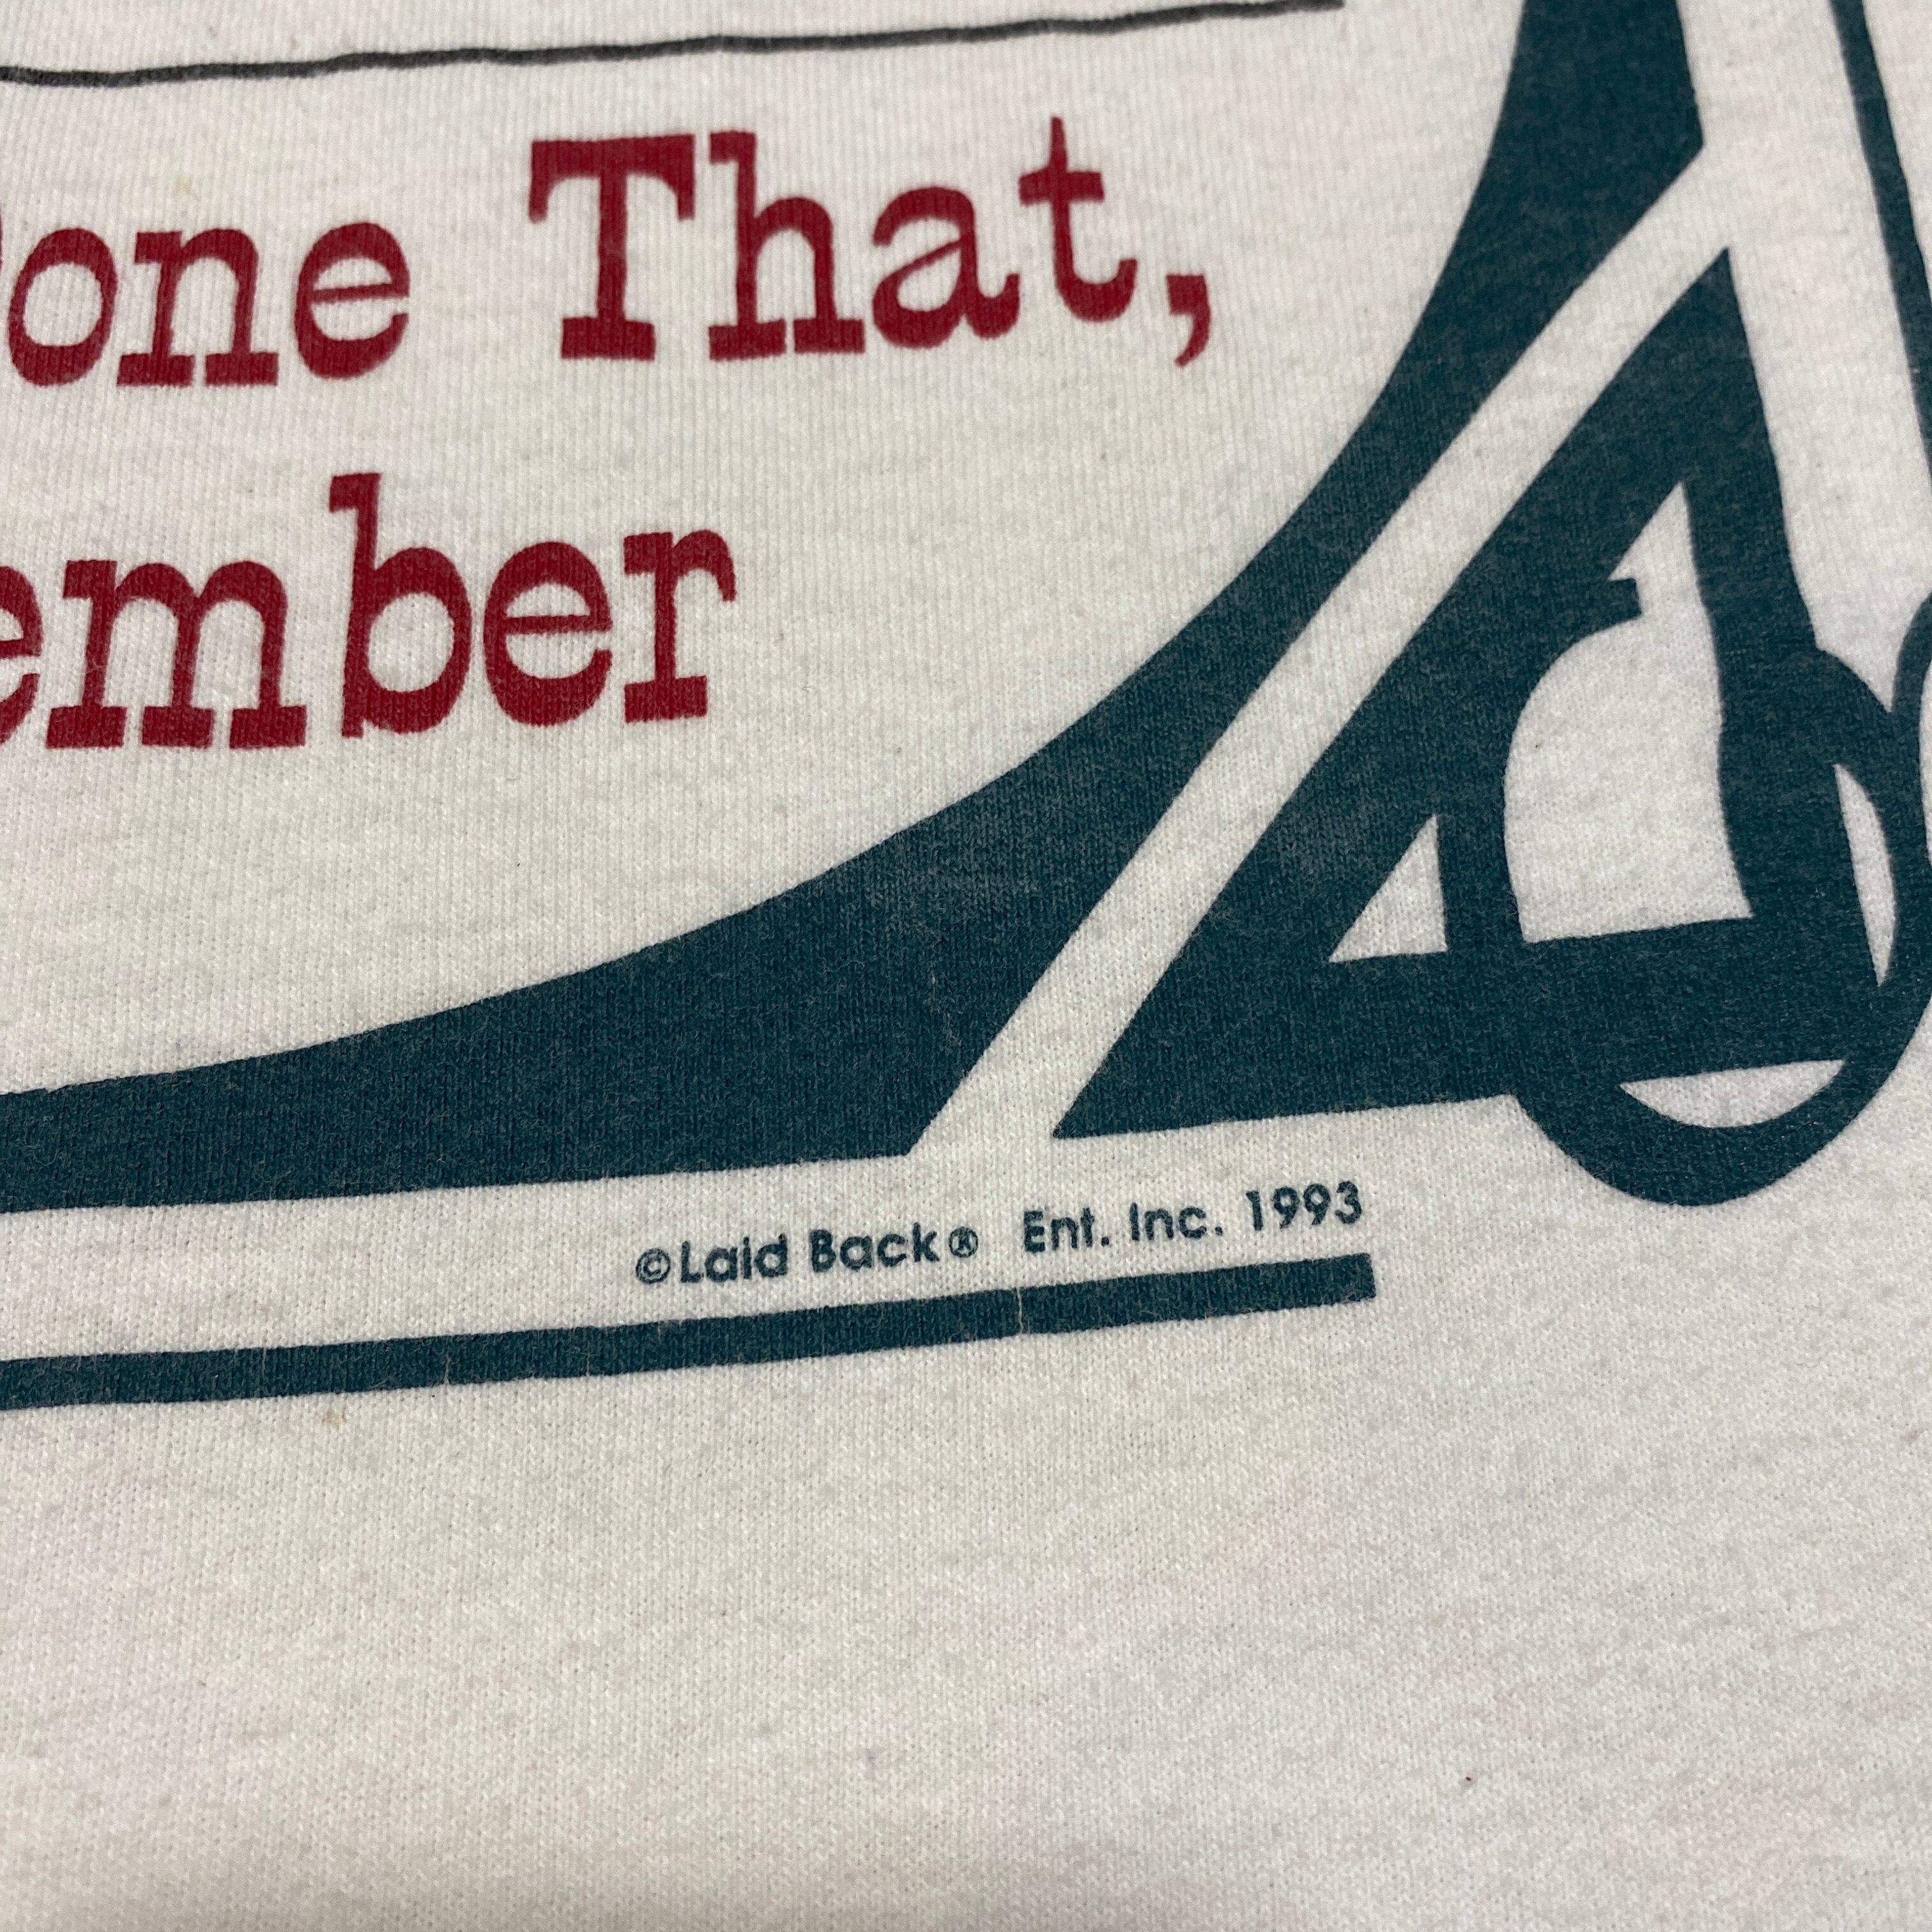 one That,
ember
©Laid Back® Ent. Inc. 1993